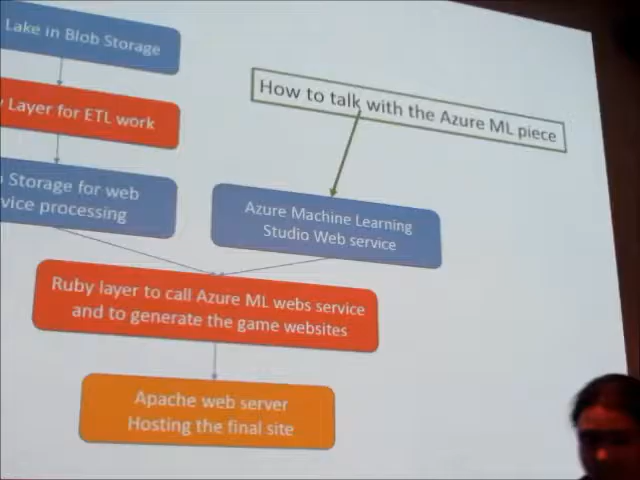 Lake in Blob Storage
How to talk with the Azure ML piece
Layer for ETL work
Storage for web
processing
Azure Machine Learning
Studio Web service
Ruby layer to call Azure ML webs service
and to generate the game websites
Apache web server
Hosting the final site